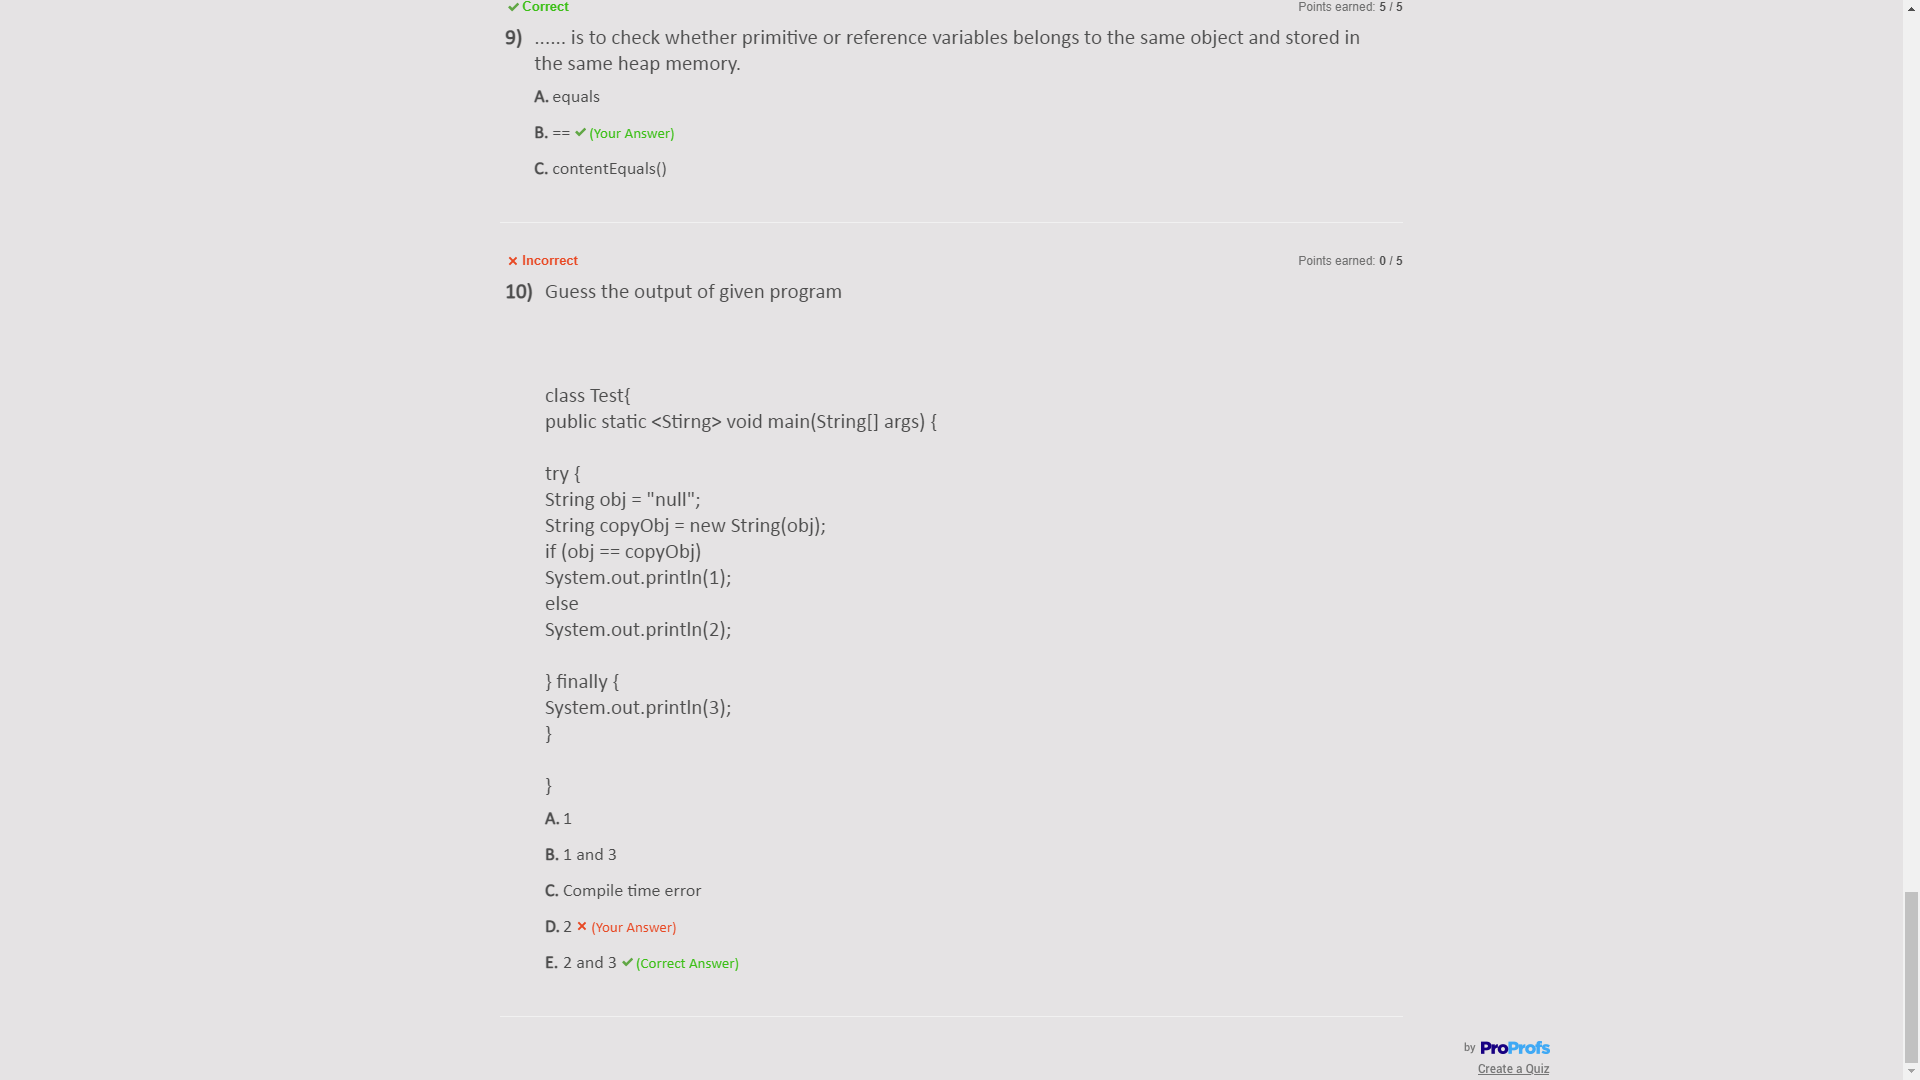 Correct
Points earned: 5 / 5
9) ...... is to check whether primitive or reference variables belongs to the same object and stored in
the same heap memory.
A. equals
B. == (Your Answer)
C. contentEquals()
Incorrect
Points earned: 0 / 5
10) Guess the output of given program
class Test{
public static <Stirng> void main(String[] args) {
try {
String obj = "null";
String copyObj = new String(obj);
if (obj == copyObj)
System.out.println(1);
else
System.out.println(2);
} finally {
System.out.println(3);
}
}
A. 1
B. 1 and 3
C. Compile time error
D. 2 (Your Answer)
E. 2 and 3 (Correct Answer)
by ProProfs
Create a Quiz